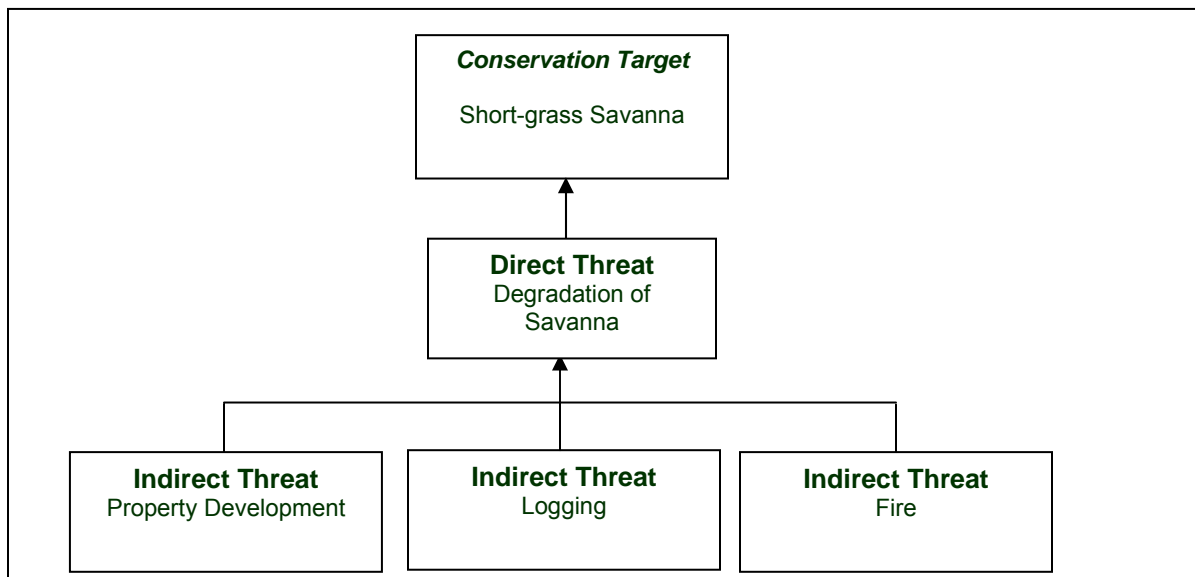 Conservation Target
Short-grass Savanna
Direct Threat
Degradation of
Savanna
Indirect Threat
Property Development
Indirect Threat
Logging
Indirect Threat
Fire